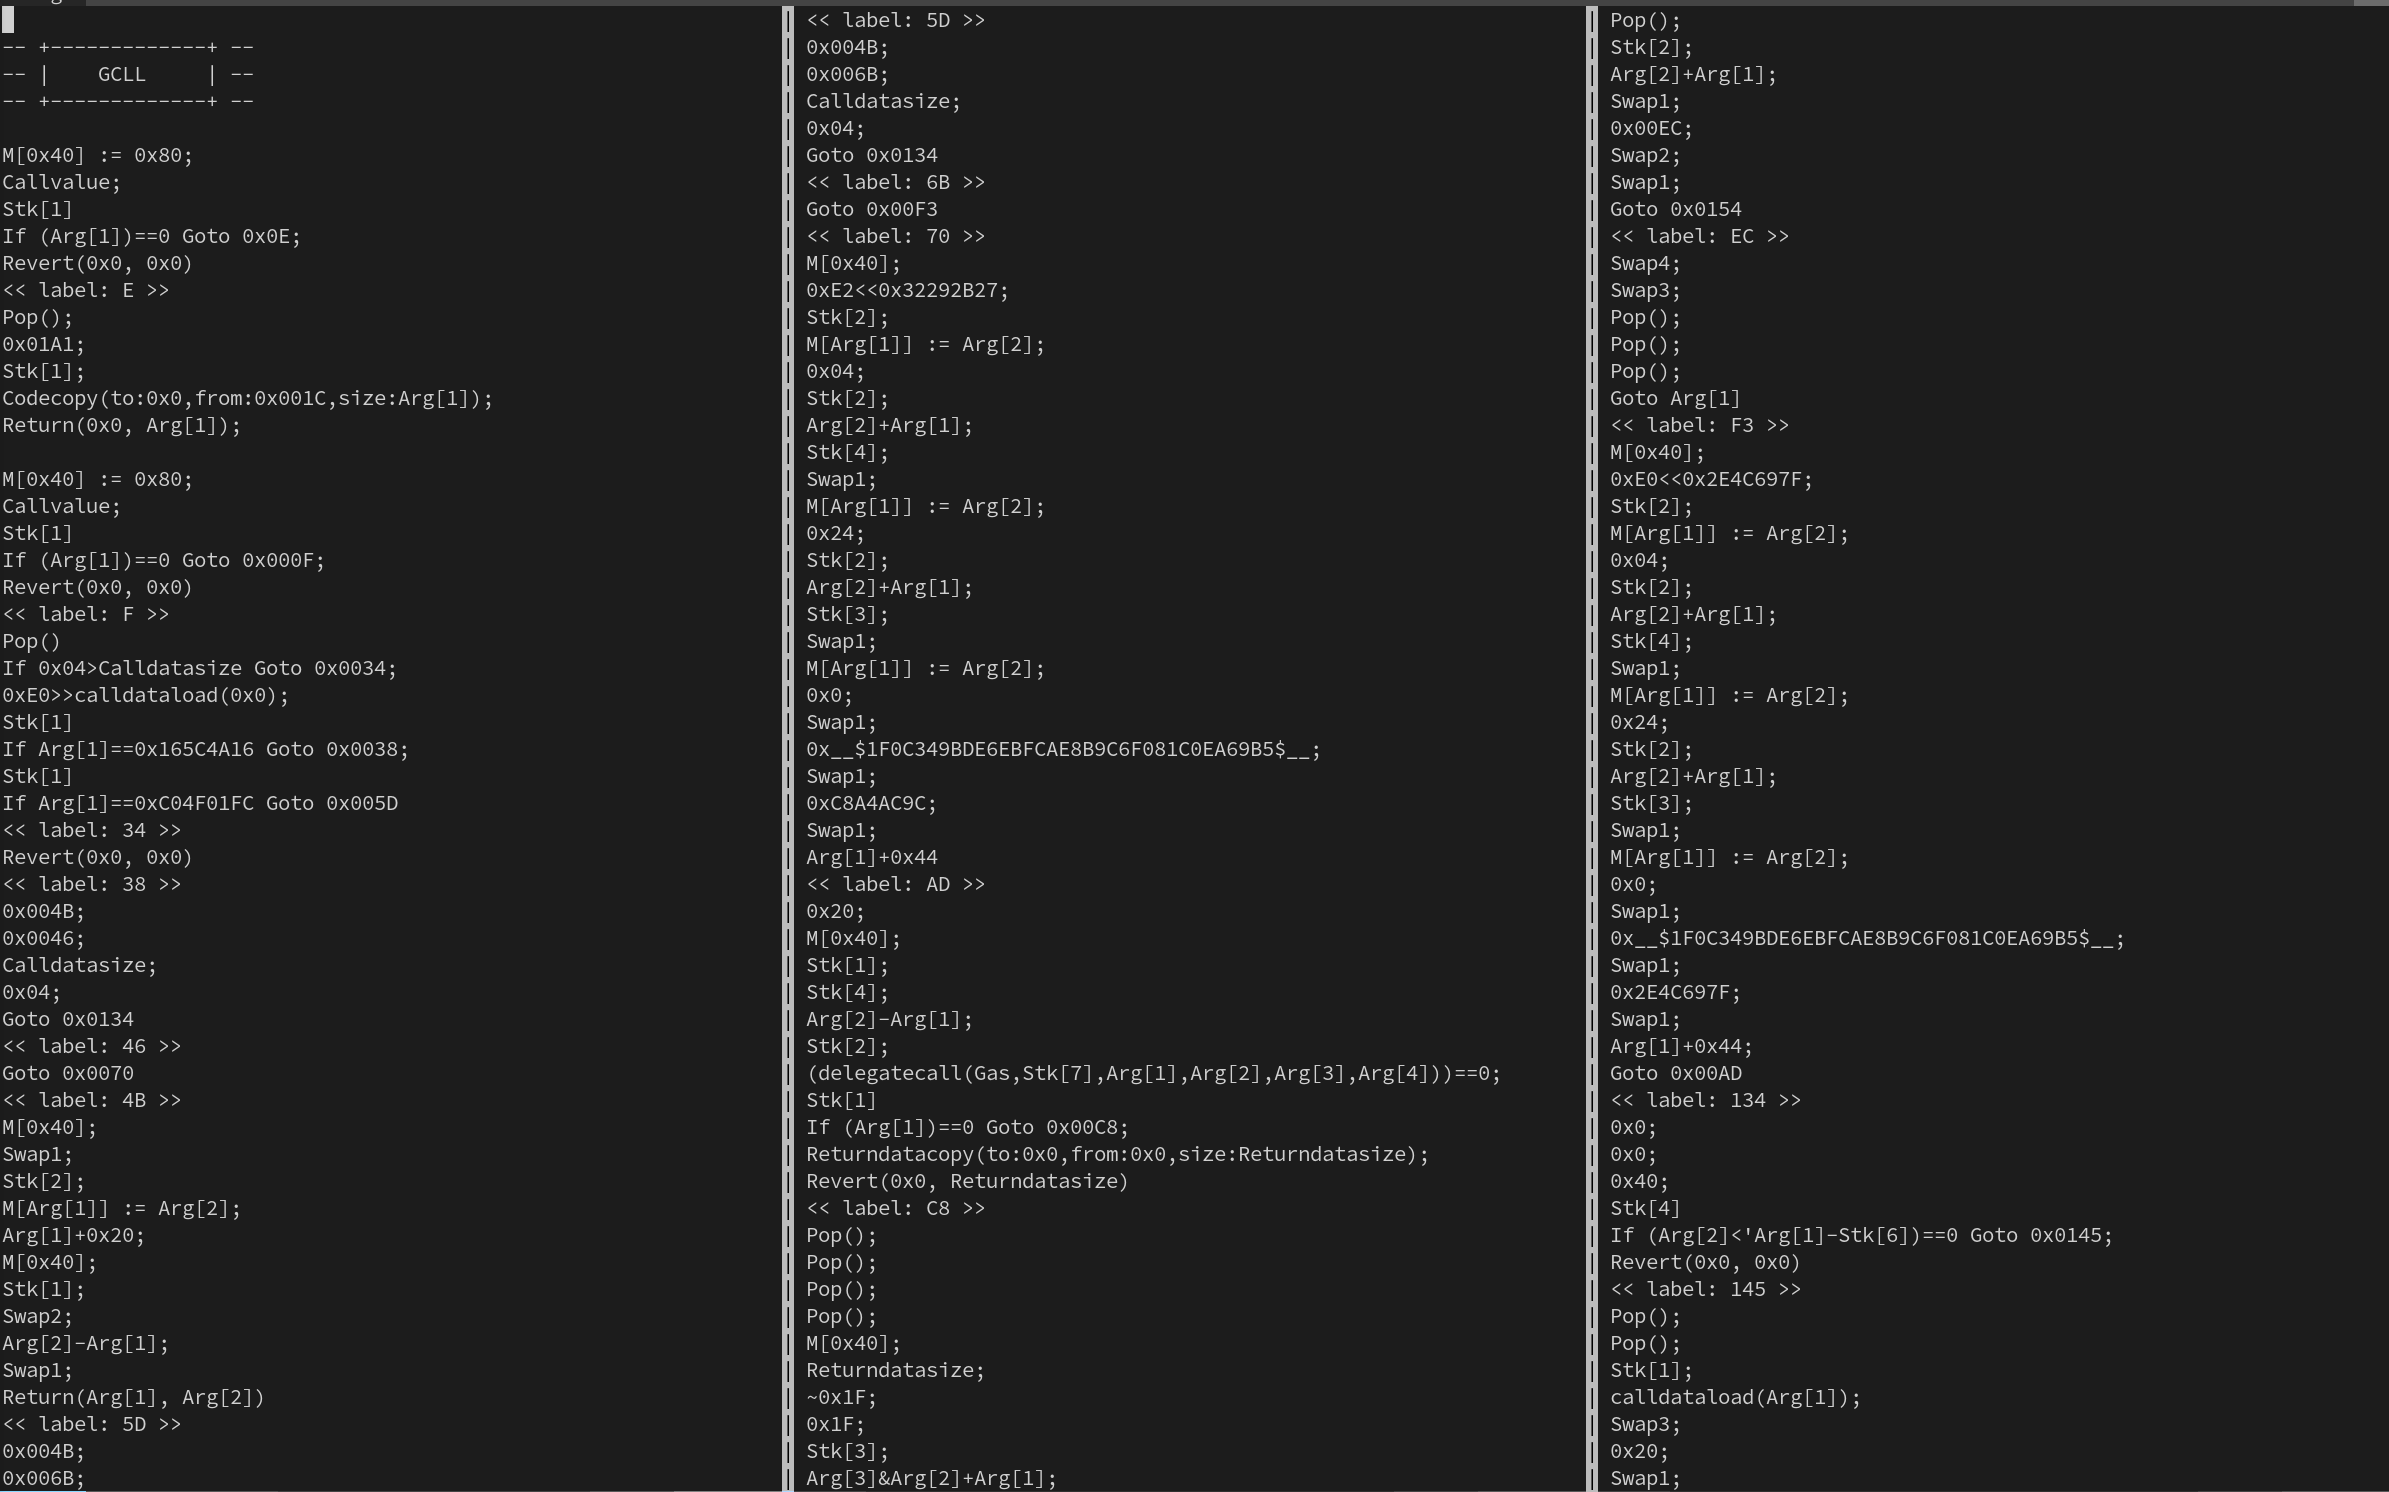 -- +-------------+ --
-- |    GCLL     | --
-- +-------------+ --
M[0x40] := 0x80;
Callvalue;
Stk[1]
If (Arg[1])==0 Goto 0x0E;
Revert(0x0, 0x0)
<< label: E >>
Pop();
0x01A1;
Stk[1];
Codecopy(to:0x0,from:0x001C,size:Arg[1]);
Return(0x0, Arg[1]);
M[0x40] := 0x80;
Callvalue;
Stk[1]
If (Arg[1])==0 Goto 0x000F;
Revert(0x0, 0x0)
<< label: F >>
Pop()
If 0x04>Calldatasize Goto 0x0034;
0xE0>>calldataload(0x0);
Stk[1]
If Arg[1]==0x165C4A16 Goto 0x0038;
Stk[1]
If Arg[1]==0xC04F01FC Goto 0x005D
<< label: 34 >>
Revert(0x0, 0x0)
<< label: 38 >>
0x004B;
0x0046;
Calldatasize;
0x04;
Goto 0x0134
<< label: 46 >>
Goto 0x0070
<< label: 4B >>
M[0x40];
Swap1;
Stk[2];
M[Arg[1]] := Arg[2];
Arg[1]+0x20;
M[0x40];
Stk[1];
Swap2;
Arg[2]-Arg[1];
Swap1;
Return(Arg[1], Arg[2])
<< label: 5D >>
0x004B;
0x006B;
<< label: 5D >>
0x004B;
0x006B;
Calldatasize;
0x04;
Goto 0x0134
<< label: 6B >>
Goto 0x00F3
<< label: 70 >>
M[0x40];
0xE2<<0x32292B27;
Stk[2];
M[Arg[1]] := Arg[2];
0x04;
Stk[2];
Arg[2]+Arg[1];
Stk[4];
Swap1;
M[Arg[1]] := Arg[2];
0x24;
Stk[2];
Arg[2]+Arg[1];
Stk[3];
Swap1;
M[Arg[1]] := Arg[2];
0x0;
Swap1;
0x__$1F0C349BDE6EBFCAE8B9C6F081C0EA69B5$__;
Swap1;
0xC8A4AC9C;
Swap1;
Arg[1]+0x44
<< label: AD >>
0x20;
M[0x40];
Stk[1];
Stk[4];
Arg[2]-Arg[1];
Stk[2];
(delegatecall(Gas,Stk[7],Arg[1],Arg[2],Arg[3],Arg[4]))==0;
Stk[1]
If (Arg[1])==0 Goto 0x00C8;
Returndatacopy(to:0x0,from:0x0,size:Returndatasize);
Revert(0x0, Returndatasize)
<< label: C8 >>
Pop();
Pop();
Pop();
Pop();
M[0x40];
Returndatasize;
~0x1F;
0x1F;
Stk[3];
Arg[3]&Arg[2]+Arg[1];
Pop();
Stk[2];
Arg[2]+Arg[1];
Swap1;
0x00EC;
Swap2;
Swap1;
Goto 0x0154
<< label: EC >>
Swap4;
Swap3;
Pop();
Pop();
Pop();
Goto Arg[1]
<< label: F3 >>
M[0x40];
0xE0<<0x2E4C697F;
Stk[2];
M[Arg[1]] := Arg[2];
0x04;
Stk[2];
Arg[2]+Arg[1];
Stk[4];
Swap1;
M[Arg[1]] := Arg[2];
0x24;
Stk[2];
Arg[2]+Arg[1];
Stk[3];
Swap1;
M[Arg[1]] := Arg[2];
0x0;
Swap1;
0x__$1F0C349BDE6EBFCAE8B9C6F081C0EA69B5$__;
Swap1;
0x2E4C697F;
Swap1;
Arg[1]+0x44;
Goto 0x00AD
<< label: 134 >>
0x0;
0x0;
0x40;
Stk[4]
If (Arg[2]<'Arg[1]-Stk[6])==0 Goto 0x0145;
Revert(0x0, 0x0)
<< label: 145 >>
Pop();
Pop();
Stk[1];
calldataload(Arg[1]);
Swap3;
0x20;
Swap1;